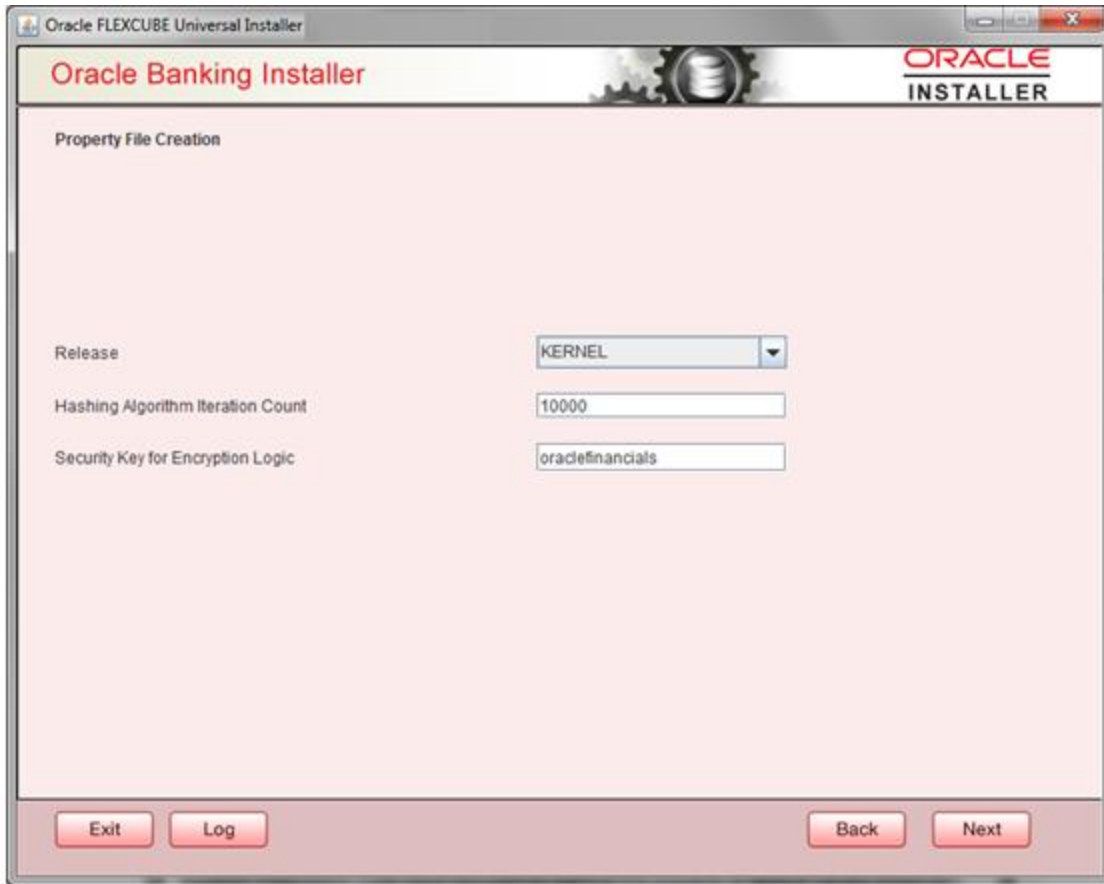 Oracle FLEXCUBE Universal Installer
Oracle Banking Installer
ORACLE
INSTALLER
Property File Creation
Release
KERNEL
Hashing Algorithm Iteration Count
10000
Security Key for Encryption Logic
oraclefinancials
Exit
Log
Back
Next